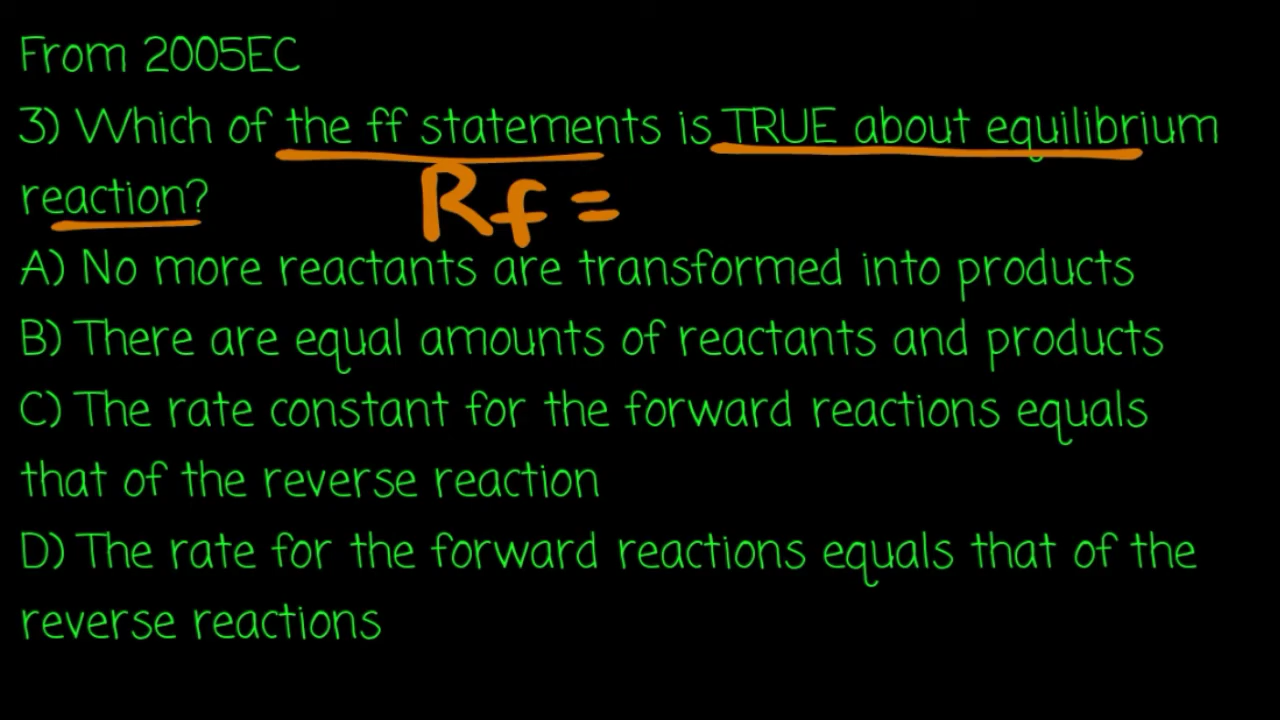 From 2005EC
3) Which of the ff statements is TRUE about equilibrium
reaction?
Rf =
A) No more reactants are transformed into products
B) There are equal amounts of reactants and products
C) The rate constant for the forward reactions equals
that of the reverse reaction
D) The rate for the forward reactions equals that of the
reverse reactions